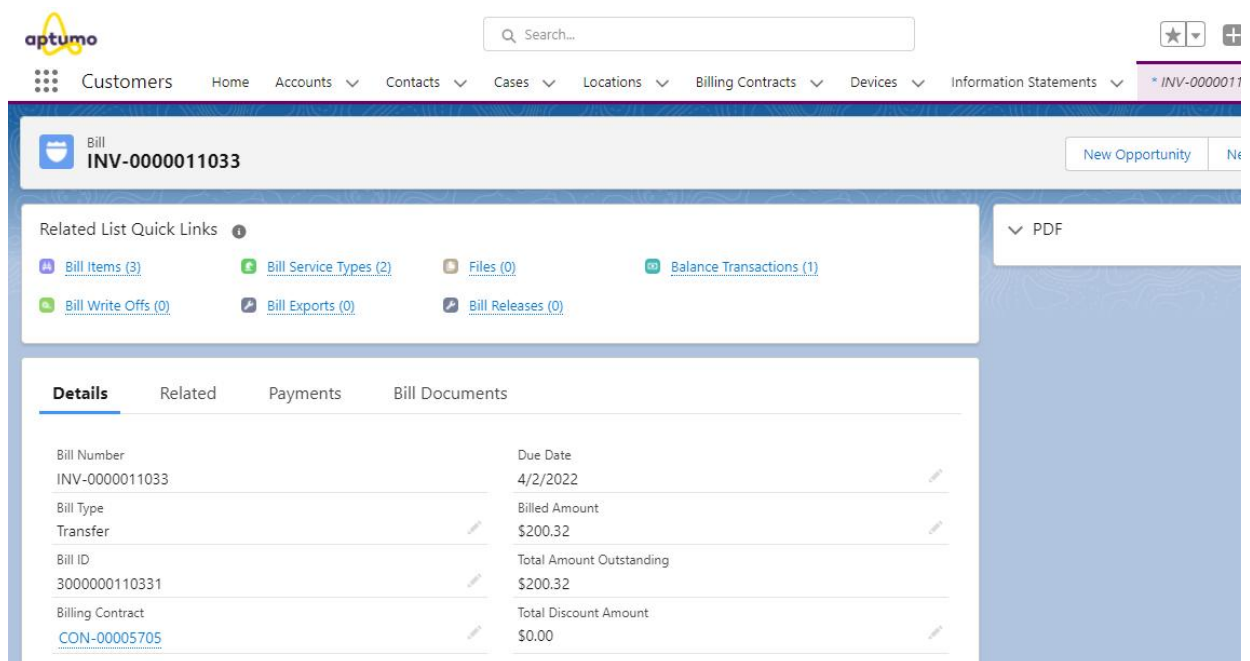 aptumo
Search...
Customers Home Accounts Contacts Cases Locations Billing Contracts Devices Information Statements * INV-0000011
Bill
INV-0000011033
New Opportunity Ne
Related List Quick Links
Bill Items (3) Bill Service Types (2) Files (0) Balance Transactions (1)
Bill Write Offs (0) Bill Exports (0) Bill Releases (0)
PDF
Details Related Payments Bill Documents
Bill Number
INV-0000011033
Due Date
4/2/2022
Bill Type
Transfer
Billed Amount
$200.32
Bill ID
3000000110331
Total Amount Outstanding
$200.32
Billing Contract
CON-00005705
Total Discount Amount
$0.00